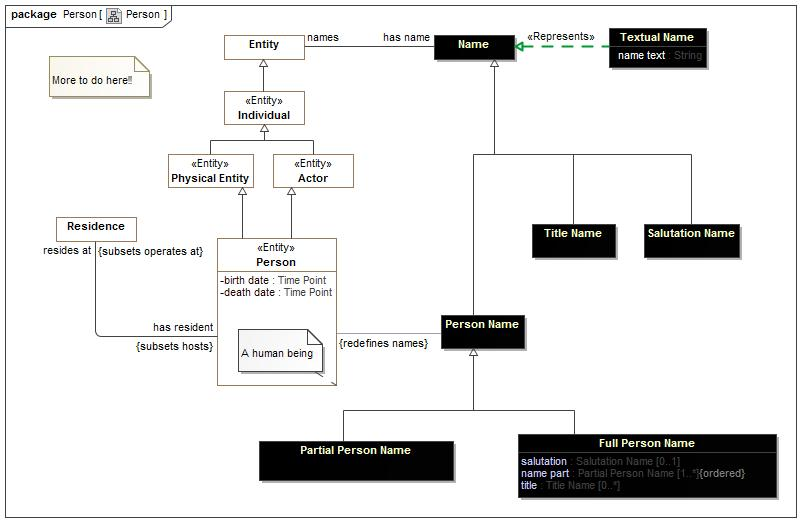 package Person [ Person ]
Entity
names
has name
Name
«Represents»
Textual Name
name text : String
More to do here!!
«Entity»
Individual
«Entity»
Physical Entity
«Entity»
Actor
Residence
resides at
{subsets operates at}
«Entity»
Person
-birth date : Time Point
-death date : Time Point
Title Name
Salutation Name
has resident
{subsets hosts}
A human being
{redefines names}
Person Name
Partial Person Name
Full Person Name
salutation : Salutation Name [0..1]
name part : Partial Person Name [1..*]{ordered}
title : Title Name [0..*]